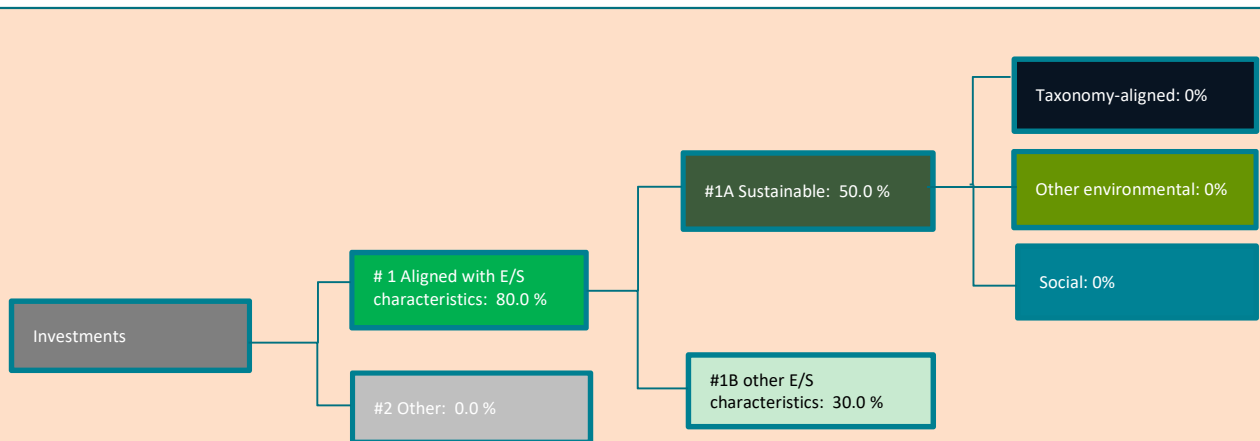 Investments
# 1 Aligned with E/S
characteristics:  80.0 %
#2 Other:  0.0 %
#1A Sustainable:  50.0 %
#1B other E/S
characteristics: 30.0 %
Taxonomy-aligned: 0%
Other environmental: 0%
Social: 0%